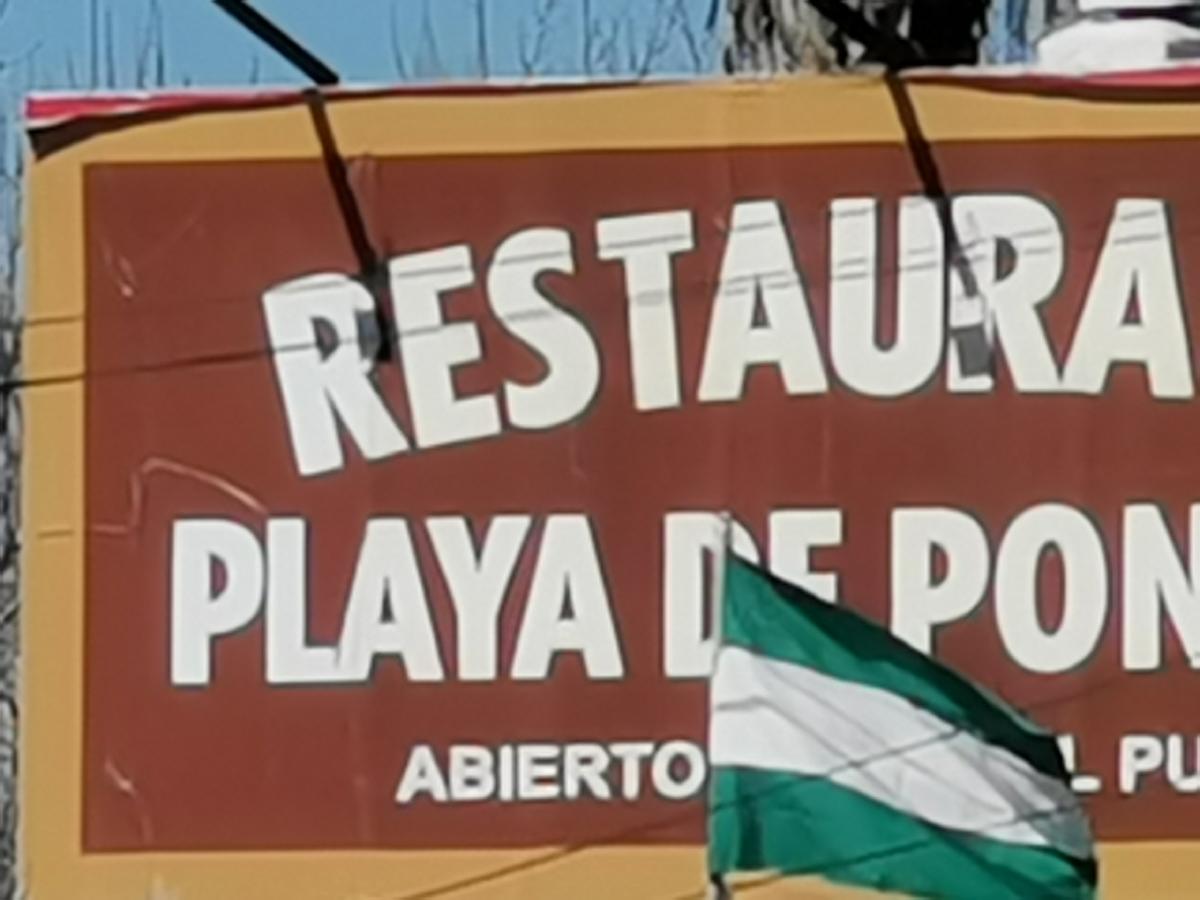 RESTAURA
PLAYA DE PON
ABIERTO L PU